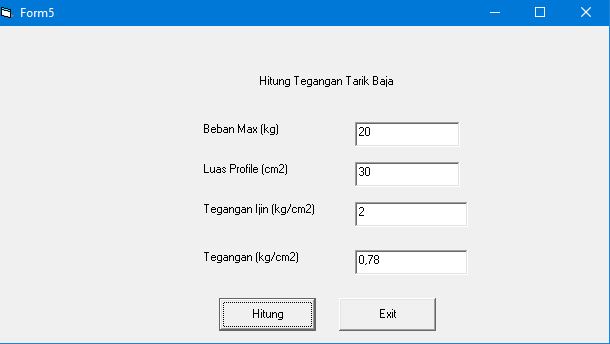 Form5
Hitung Tegangan Tarik Baja
Beban Max (kg) 20
Luas Profile (cm2) 30
Tegangan Ijin (kg/cm2) 2
Tegangan (kg/cm2) 0,78
Hitung Exit